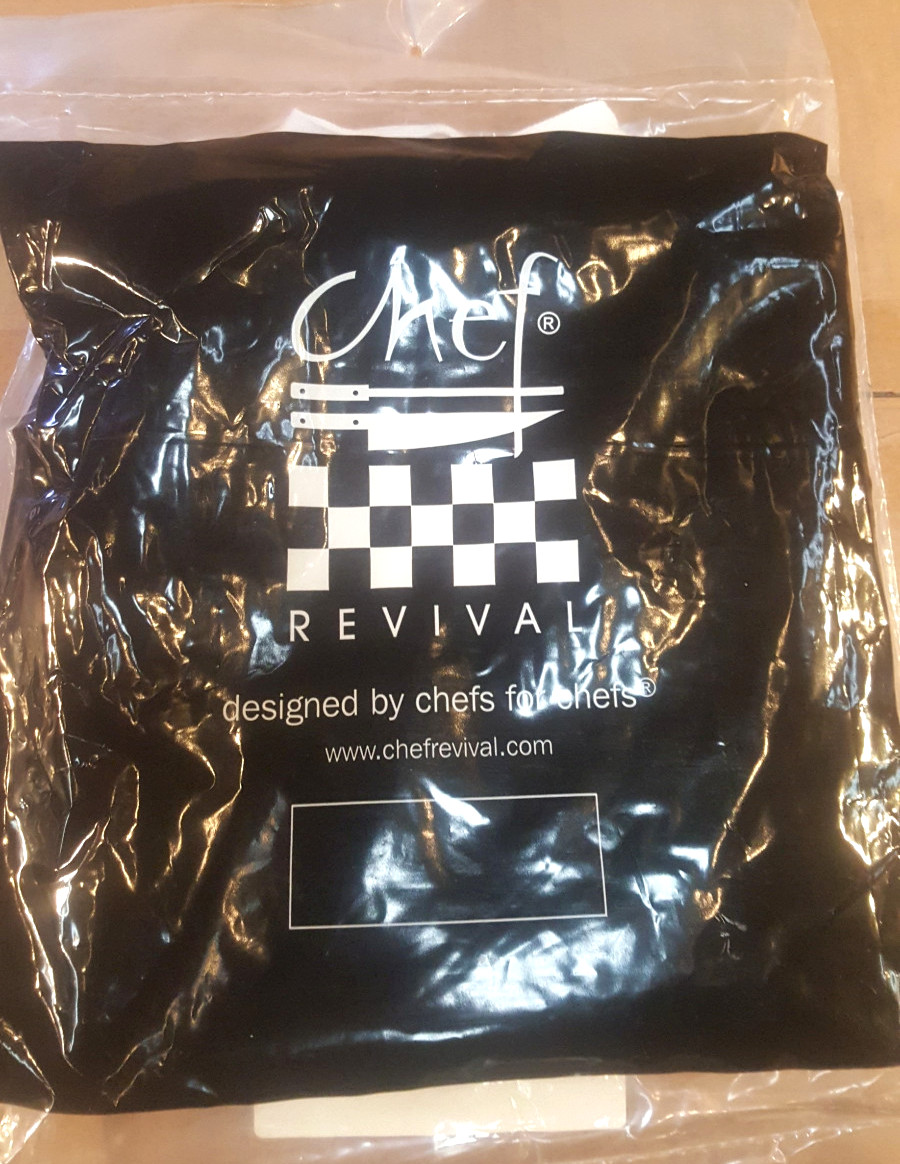 Chef®
REVIVAL
designed by chefs for chefs®
www.chefrevival.com